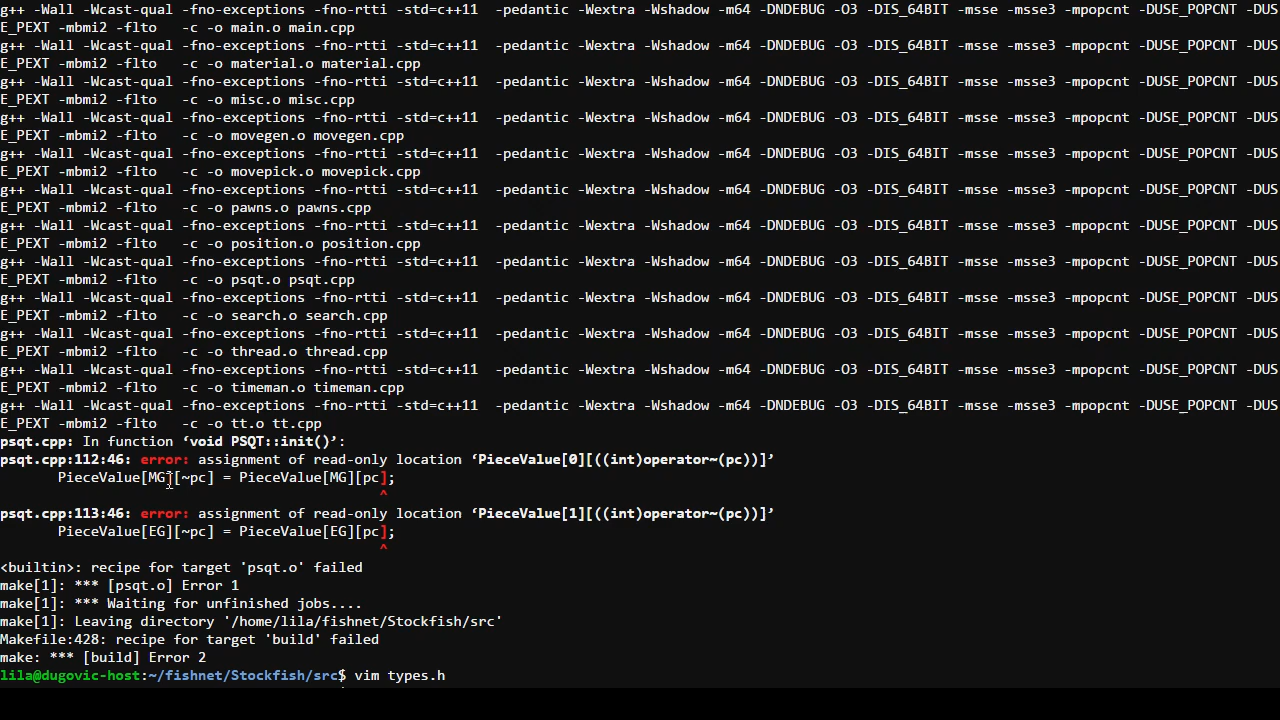 g++ -Wall -Wcast-qual -fno-exceptions -fno-rtti -std=c++11  -pedantic -Wextra -Wshadow -m64 -DNDEBUG -O3 -DIS_64BIT -msse -msse3 -mpopcnt -DUSE_POPCNT -DUS
E_PEXT -mbmi2 -flto   -c -o main.o main.cpp
g++ -Wall -Wcast-qual -fno-exceptions -fno-rtti -std=c++11  -pedantic -Wextra -Wshadow -m64 -DNDEBUG -O3 -DIS_64BIT -msse -msse3 -mpopcnt -DUSE_POPCNT -DUS
E_PEXT -mbmi2 -flto   -c -o material.o material.cpp
g++ -Wall -Wcast-qual -fno-exceptions -fno-rtti -std=c++11  -pedantic -Wextra -Wshadow -m64 -DNDEBUG -O3 -DIS_64BIT -msse -msse3 -mpopcnt -DUSE_POPCNT -DUS
E_PEXT -mbmi2 -flto   -c -o misc.o misc.cpp
g++ -Wall -Wcast-qual -fno-exceptions -fno-rtti -std=c++11  -pedantic -Wextra -Wshadow -m64 -DNDEBUG -O3 -DIS_64BIT -msse -msse3 -mpopcnt -DUSE_POPCNT -DUS
E_PEXT -mbmi2 -flto   -c -o movegen.o movegen.cpp
g++ -Wall -Wcast-qual -fno-exceptions -fno-rtti -std=c++11  -pedantic -Wextra -Wshadow -m64 -DNDEBUG -O3 -DIS_64BIT -msse -msse3 -mpopcnt -DUSE_POPCNT -DUS
E_PEXT -mbmi2 -flto   -c -o movepick.o movepick.cpp
g++ -Wall -Wcast-qual -fno-exceptions -fno-rtti -std=c++11  -pedantic -Wextra -Wshadow -m64 -DNDEBUG -O3 -DIS_64BIT -msse -msse3 -mpopcnt -DUSE_POPCNT -DUS
E_PEXT -mbmi2 -flto   -c -o pawns.o pawns.cpp
g++ -Wall -Wcast-qual -fno-exceptions -fno-rtti -std=c++11  -pedantic -Wextra -Wshadow -m64 -DNDEBUG -O3 -DIS_64BIT -msse -msse3 -mpopcnt -DUSE_POPCNT -DUS
E_PEXT -mbmi2 -flto   -c -o position.o position.cpp
g++ -Wall -Wcast-qual -fno-exceptions -fno-rtti -std=c++11  -pedantic -Wextra -Wshadow -m64 -DNDEBUG -O3 -DIS_64BIT -msse -msse3 -mpopcnt -DUSE_POPCNT -DUS
E_PEXT -mbmi2 -flto   -c -o psqt.o psqt.cpp
g++ -Wall -Wcast-qual -fno-exceptions -fno-rtti -std=c++11  -pedantic -Wextra -Wshadow -m64 -DNDEBUG -O3 -DIS_64BIT -msse -msse3 -mpopcnt -DUSE_POPCNT -DUS
E_PEXT -mbmi2 -flto   -c -o search.o search.cpp
g++ -Wall -Wcast-qual -fno-exceptions -fno-rtti -std=c++11  -pedantic -Wextra -Wshadow -m64 -DNDEBUG -O3 -DIS_64BIT -msse -msse3 -mpopcnt -DUSE_POPCNT -DUS
E_PEXT -mbmi2 -flto   -c -o thread.o thread.cpp
g++ -Wall -Wcast-qual -fno-exceptions -fno-rtti -std=c++11  -pedantic -Wextra -Wshadow -m64 -DNDEBUG -O3 -DIS_64BIT -msse -msse3 -mpopcnt -DUSE_POPCNT -DUS
E_PEXT -mbmi2 -flto   -c -o timeman.o timeman.cpp
g++ -Wall -Wcast-qual -fno-exceptions -fno-rtti -std=c++11  -pedantic -Wextra -Wshadow -m64 -DNDEBUG -O3 -DIS_64BIT -msse -msse3 -mpopcnt -DUSE_POPCNT -DUS
E_PEXT -mbmi2 -flto   -c -o tt.o tt.cpp
psqt.cpp: In function ‘void PSQT::init()’:
psqt.cpp:112:46: error: assignment of read-only location ‘PieceValue[0][((int)operator~(pc))]’
       PieceValue[MG][~pc] = PieceValue[MG][pc];
                                              ^
psqt.cpp:113:46: error: assignment of read-only location ‘PieceValue[1][((int)operator~(pc))]’
       PieceValue[EG][~pc] = PieceValue[EG][pc];
                                              ^
<builtin>: recipe for target 'psqt.o' failed
make[1]: *** [psqt.o] Error 1
make[1]: *** Waiting for unfinished jobs....
make[1]: Leaving directory '/home/lila/fishnet/Stockfish/src'
Makefile:428: recipe for target 'build' failed
make: *** [build] Error 2
lila@dugovic-host:~/fishnet/Stockfish/src$ vim types.h